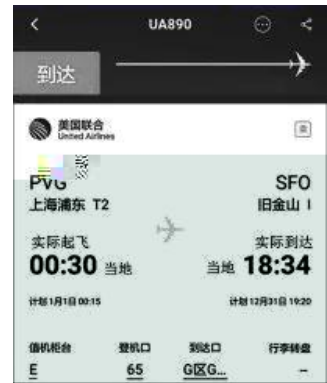 UA890
到达
美国联合
United Airlines
PVG SFO
上海浦东 T2 旧金山 I
实际起飞 实际到达
00:30 当地 当地 18:34
计划 1月1日 00:15 计划 12月31日 19:20
值机柜台 登机口 到达口 行李转盘
E 65 G区G... –